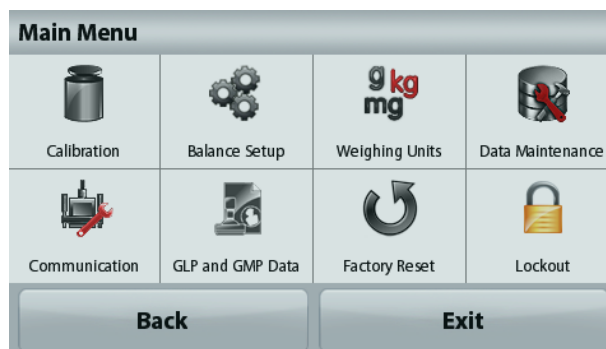 Main Menu
g kg
mg
Calibration
Balance Setup
Weighing Units
Data Maintenance
Communication
GLP and GMP Data
Factory Reset
Lockout
Back
Exit